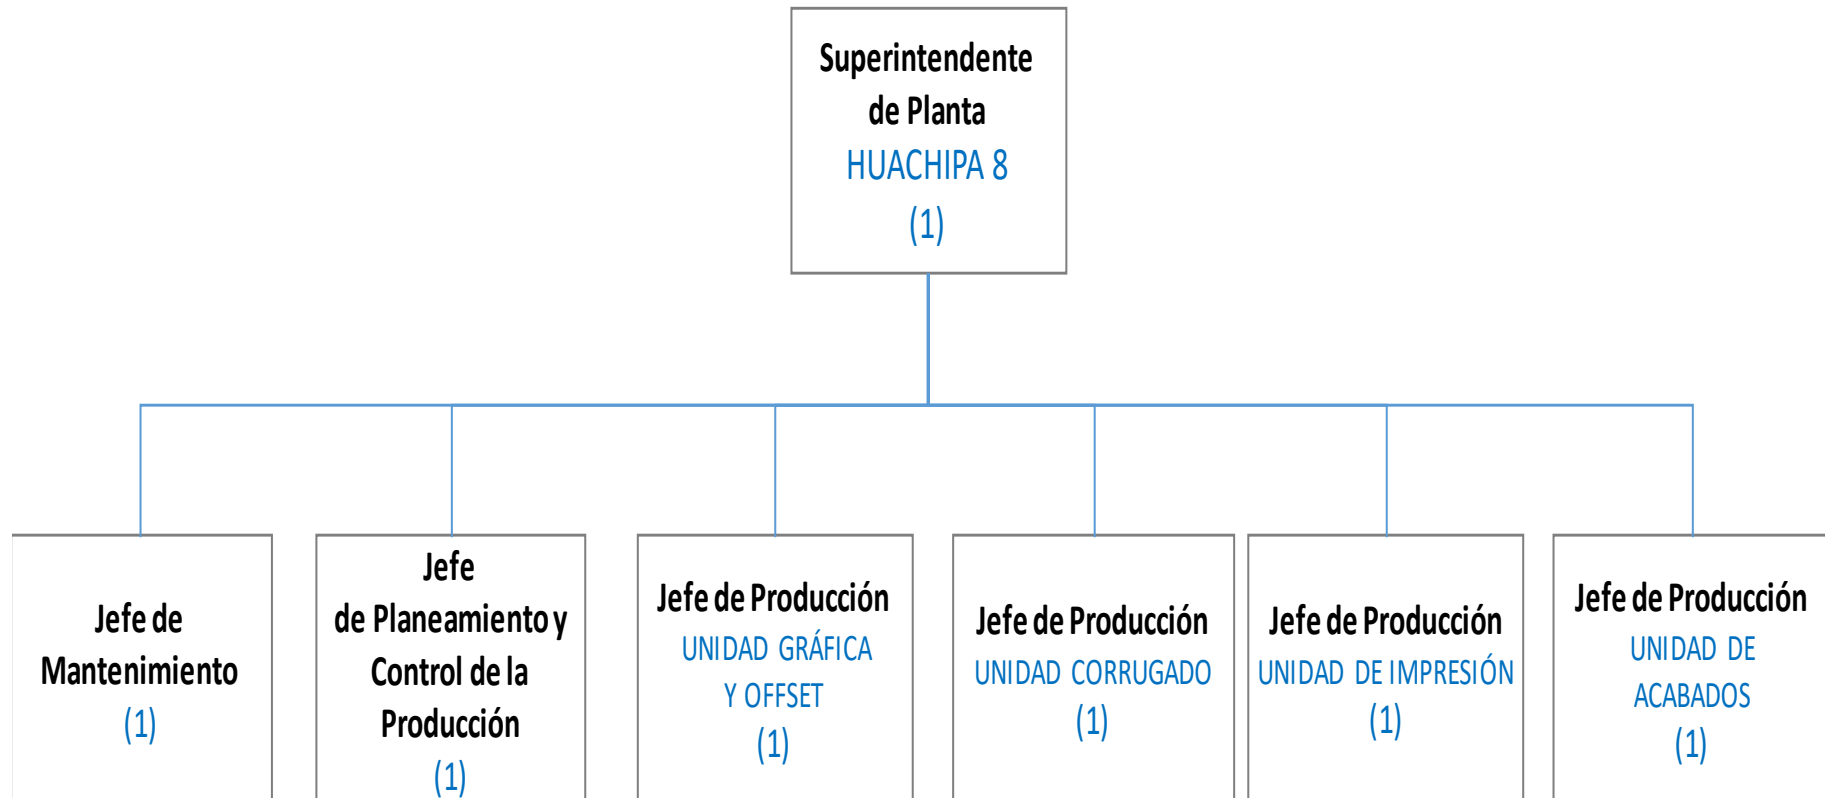 Superintendente
de Planta
HUACHIPA 8
(1)
Jefe de
Mantenimiento
(1)
Jefe
de Planeamiento y
Control de la
Producción
(1)
Jefe de Producción
UNIDAD GRÁFICA
Y OFFSET
(1)
Jefe de Producción
UNIDAD CORRUGADO
(1)
Jefe de Producción
UNIDAD DE IMPRESIÓN
(1)
Jefe de Producción
UNIDAD DE
ACABADOS
(1)